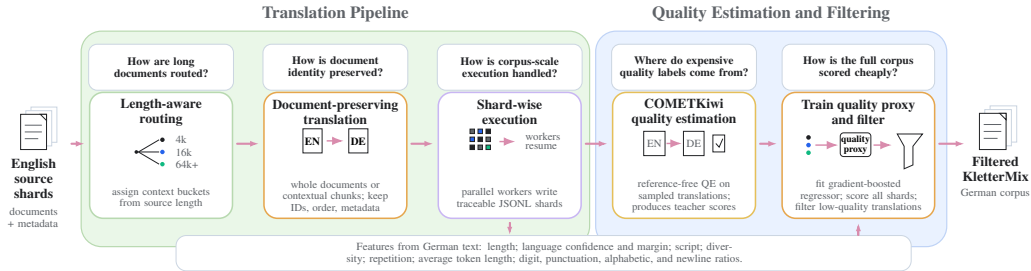 Translation Pipeline
Quality Estimation and Filtering
How are long
documents routed?
How is document
identity preserved?
How is corpus-scale
execution handled?
Where do expensive
quality labels come from?
How is the full corpus
scored cheaply?
English
source
shards
documents
+ metadata
Length-aware
routing
4k
16k
64k+
assign context buckets
from source length
Document-preserving
translation
EN
DE
whole documents or
contextual chunks; keep
IDs, order, metadata
Shard-wise
execution
workers
resume
parallel workers write
traceable JSONL shards
COMETKiwi
quality estimation
EN
DE
reference-free QE on
sampled translations;
produces teacher scores
Train quality proxy
and filter
quality
proxy
fit gradient-boosted
regressor; score all shards;
filter low-quality translations
Filtered
KletterMix
German corpus
Features from German text: length; language confidence and margin; script; diver-
sity; repetition; average token length; digit, punctuation, alphabetic, and newline ratios.